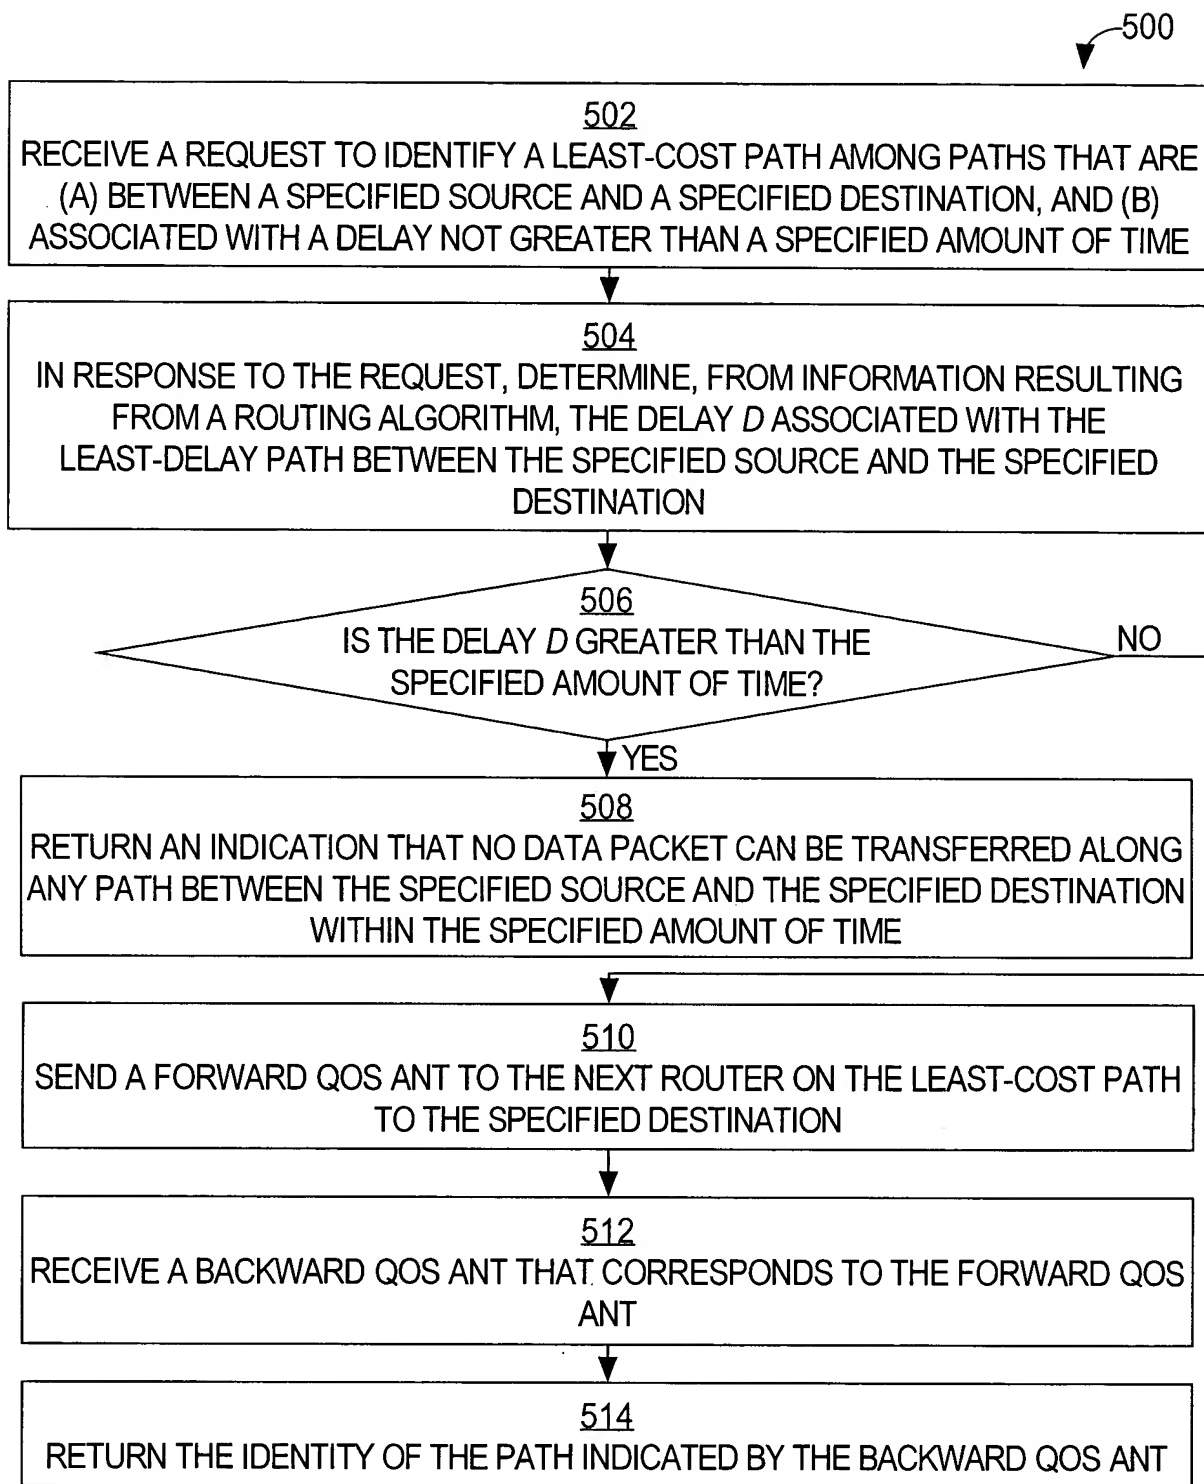 500
502
RECEIVE A REQUEST TO IDENTIFY A LEAST-COST PATH AMONG PATHS THAT ARE
(A) BETWEEN A SPECIFIED SOURCE AND A SPECIFIED DESTINATION, AND (B)
ASSOCIATED WITH A DELAY NOT GREATER THAN A SPECIFIED AMOUNT OF TIME
504
IN RESPONSE TO THE REQUEST, DETERMINE, FROM INFORMATION RESULTING
FROM A ROUTING ALGORITHM, THE DELAY D ASSOCIATED WITH THE
LEAST-DELAY PATH BETWEEN THE SPECIFIED SOURCE AND THE SPECIFIED
DESTINATION
506
IS THE DELAY D GREATER THAN THE
SPECIFIED AMOUNT OF TIME?
NO
YES
508
RETURN AN INDICATION THAT NO DATA PACKET CAN BE TRANSFERRED ALONG
ANY PATH BETWEEN THE SPECIFIED SOURCE AND THE SPECIFIED DESTINATION
WITHIN THE SPECIFIED AMOUNT OF TIME
510
SEND A FORWARD QOS ANT TO THE NEXT ROUTER ON THE LEAST-COST PATH
TO THE SPECIFIED DESTINATION
512
RECEIVE A BACKWARD QOS ANT THAT CORRESPONDS TO THE FORWARD QOS
ANT
514
RETURN THE IDENTITY OF THE PATH INDICATED BY THE BACKWARD QOS ANT